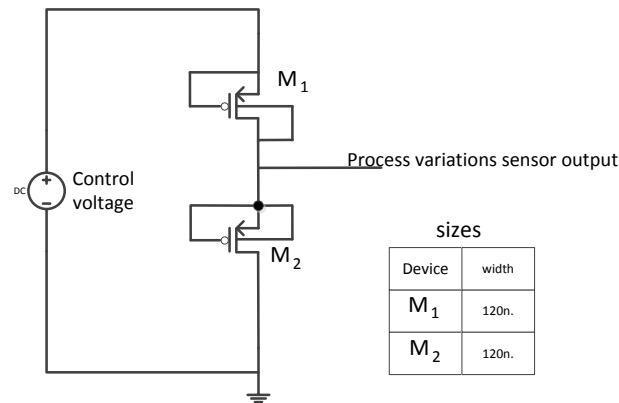 M1
Process variations sensor output
DC
+
Control
voltage
−
M2
sizes
Device width
M1 120n.
M2 120n.